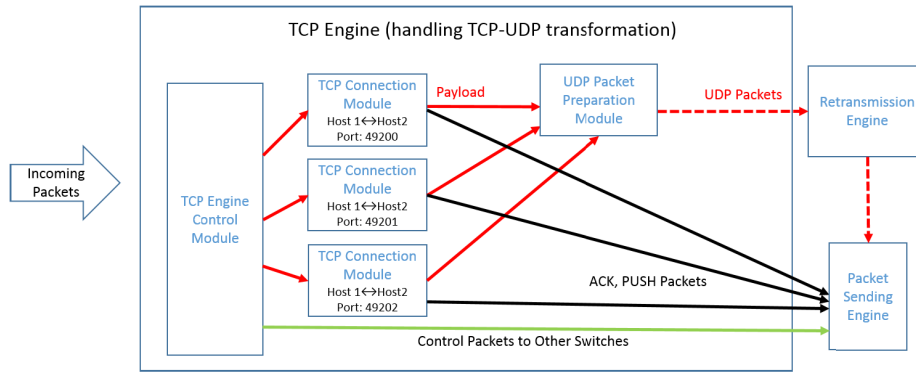 TCP Engine (handling TCP-UDP transformation)
Incoming
Packets
TCP Engine
Control
Module
TCP Connection
Module
Host 1↔Host2
Port: 49200
TCP Connection
Module
Host 1↔Host2
Port: 49201
TCP Connection
Module
Host 1↔Host2
Port: 49202
Payload
UDP Packet
Preparation
Module
UDP Packets
Retransmission
Engine
ACK, PUSH Packets
Packet
Sending
Engine
Control Packets to Other Switches